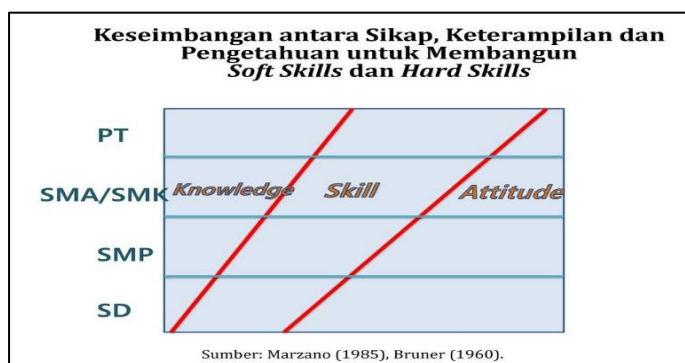 Keseimbangan antara Sikap, Keterampilan dan
Pengetahuan untuk Membangun
Soft Skills dan Hard Skills
PT
SMA/SMK
Knowledge
Skill
Attitude
SMP
SD
Sumber: Marzano (1985), Bruner (1960).